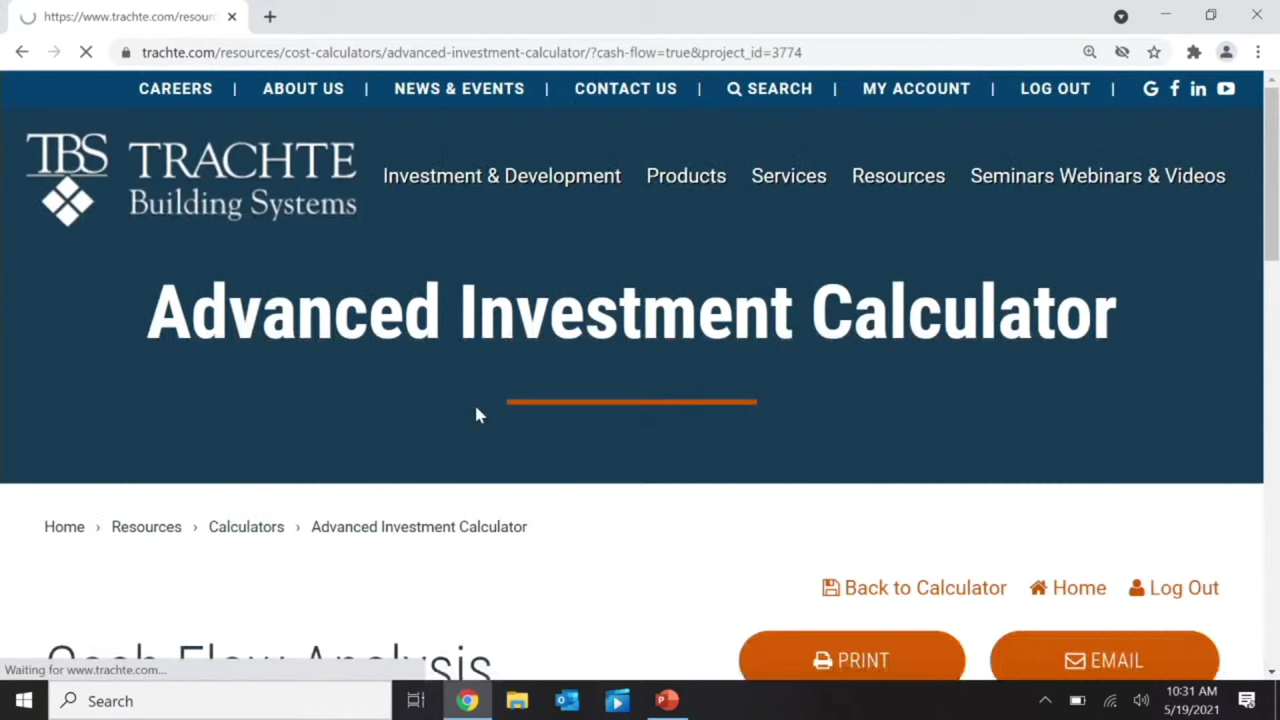 https://www.trachte.com/resour
trachte.com/resources/cost-calculators/advanced-investment-calculator/?cash-flow=true&project_id=3774
CAREERS | ABOUT US | NEWS & EVENTS | CONTACT US | SEARCH | MY ACCOUNT | LOG OUT |
TBS TRACHTE
Building Systems
Investment & Development Products Services Resources Seminars Webinars & Videos
Advanced Investment Calculator
Home › Resources › Calculators › Advanced Investment Calculator
Back to Calculator Home Log Out
Cash Flow Analysis
PRINT EMAIL
Waiting for www.trachte.com...
Search
10:31 AM
5/19/2021